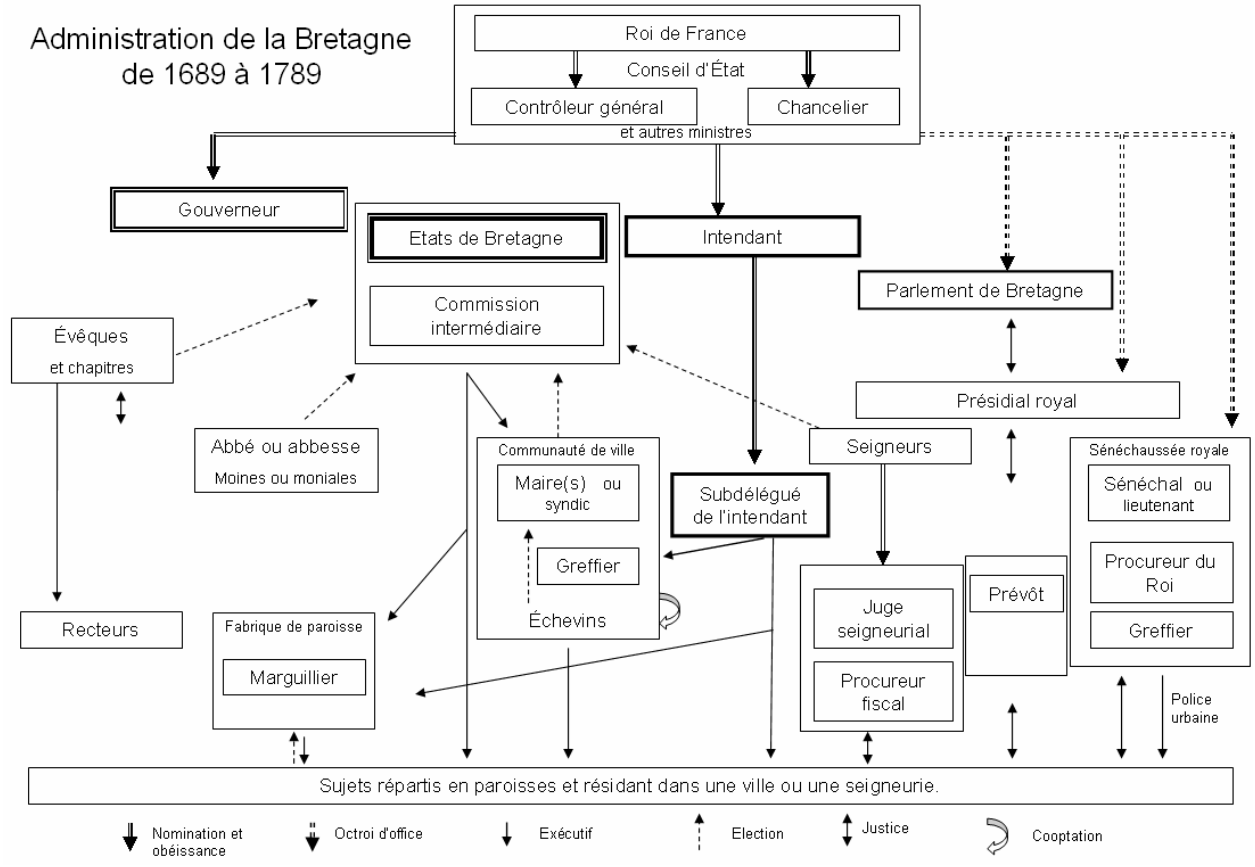 Administration de la Bretagne
de 1689 à 1789
Roi de France
Conseil d'État
Contrôleur général
Chancelier
et autres ministres
Gouverneur
Etats de Bretagne
Intendant
Commission
intermédiaire
Parlement de Bretagne
Évêques
et chapitres
Présidial royal
Abbé ou abbesse
Moines ou moniales
Communauté de ville
Maire(s) ou
syndic
Greffier
Échevins
Subdélégué
de l'intendant
Seigneurs
Sénéchaussée royale
Sénéchal ou
lieutenant
Procureur du
Roi
Greffier
Recteurs
Fabrique de paroisse
Marguillier
Juge
seigneurial
Procureur
fiscal
Prévôt
Police
urbaine
Sujets répartis en paroisses et résidant dans une ville ou une seigneurie.
Nomination et
obéissance
Octroi d'office
Exécutif
Election
Justice
Cooptation